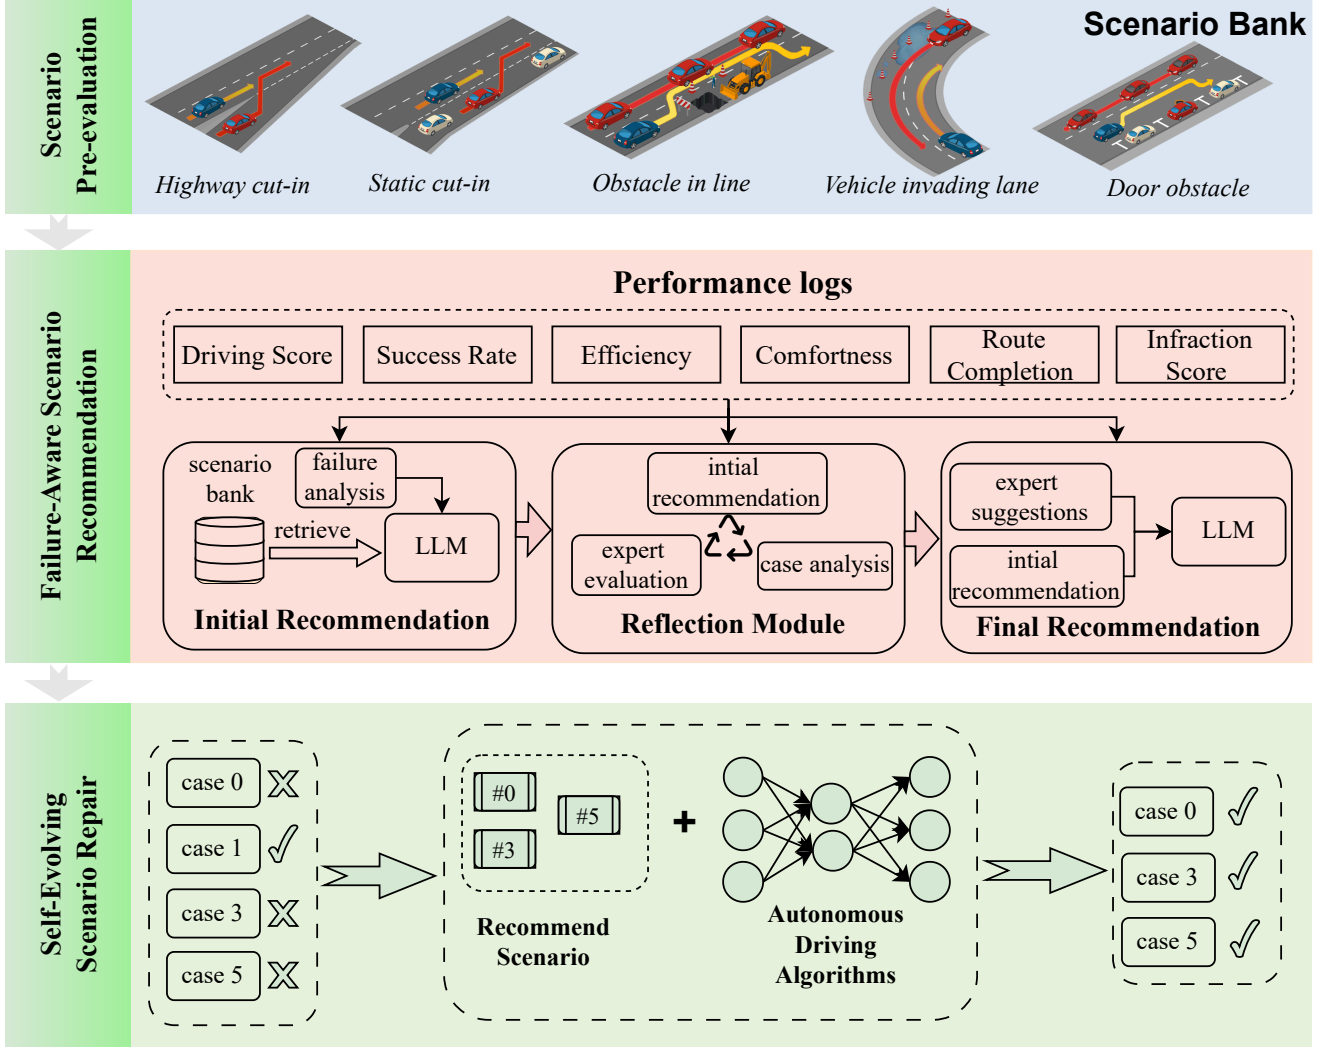 Scenario
Pre-evaluation
Scenario Bank
Highway cut-in
Static cut-in
Obstacle in line
Vehicle invading lane
Door obstacle
Failure-Aware Scenario
Recommendation
Performance logs
Driving Score
Success Rate
Efficiency
Comfortness
Route
Completion
Infraction
Score
scenario
bank
failure
analysis
retrieve
LLM
Initial Recommendation
intial
recommendation
expert
evaluation
case analysis
Reflection Module
expert
suggestions
intial
recommendation
LLM
Final Recommendation
Self-Evolving
Scenario Repair
case 0
case 1
case 3
case 5
#0
#5
#3
Recommend
Scenario
+
Autonomous
Driving
Algorithms
case 0
case 3
case 5